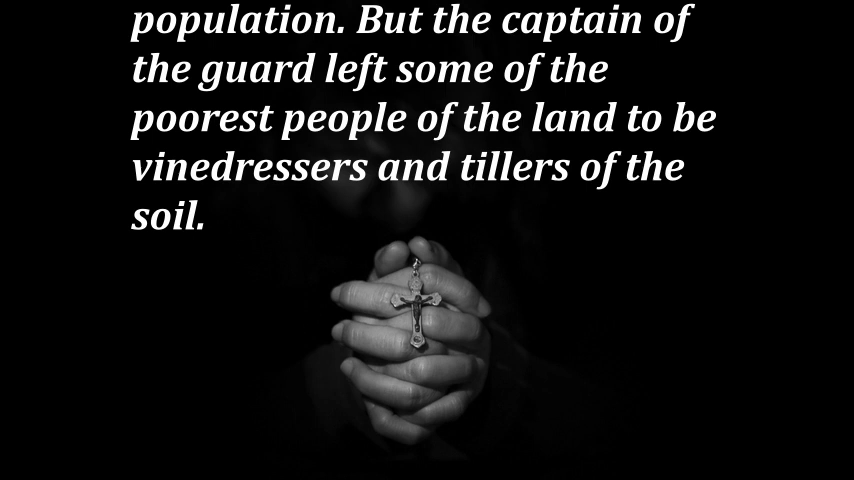 population. But the captain of
the guard left some of the
poorest people of the land to be
vinedressers and tillers of the
soil.